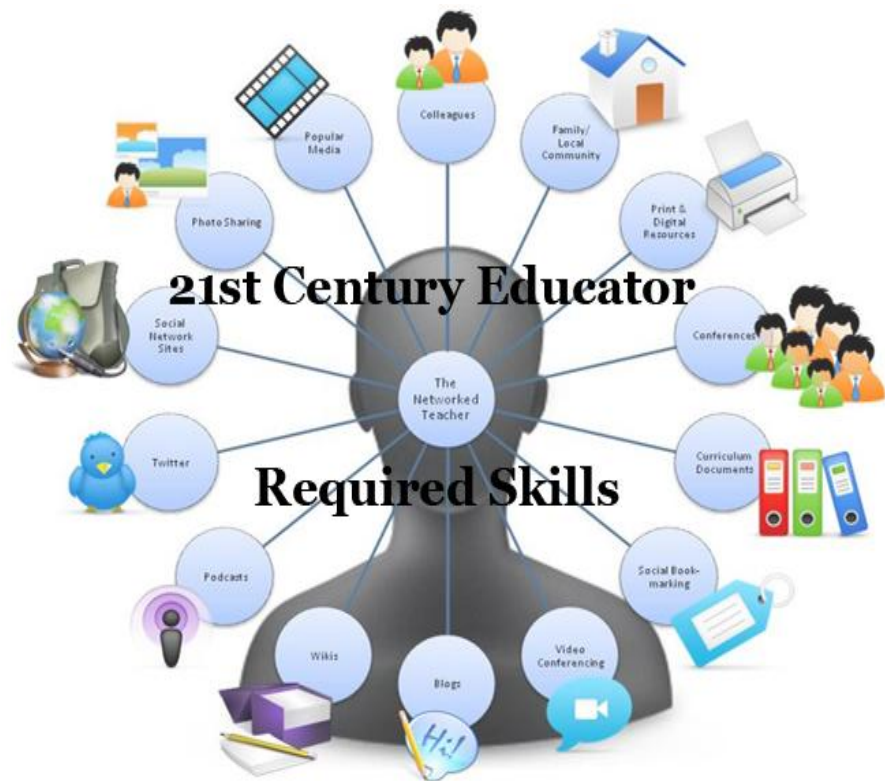 Colleagues
Family/
Local
Community
Print &
Digital
Resources
Conferences
Curriculum
Documents
Social Book-
marking
Video
Conferencing
Blogs
Hi!
Wikis
Podcasts
Twitter
Social
Network
Sites
Photo Sharing
Popular
Media
21st Century Educator
The
Networked
Teacher
Required Skills